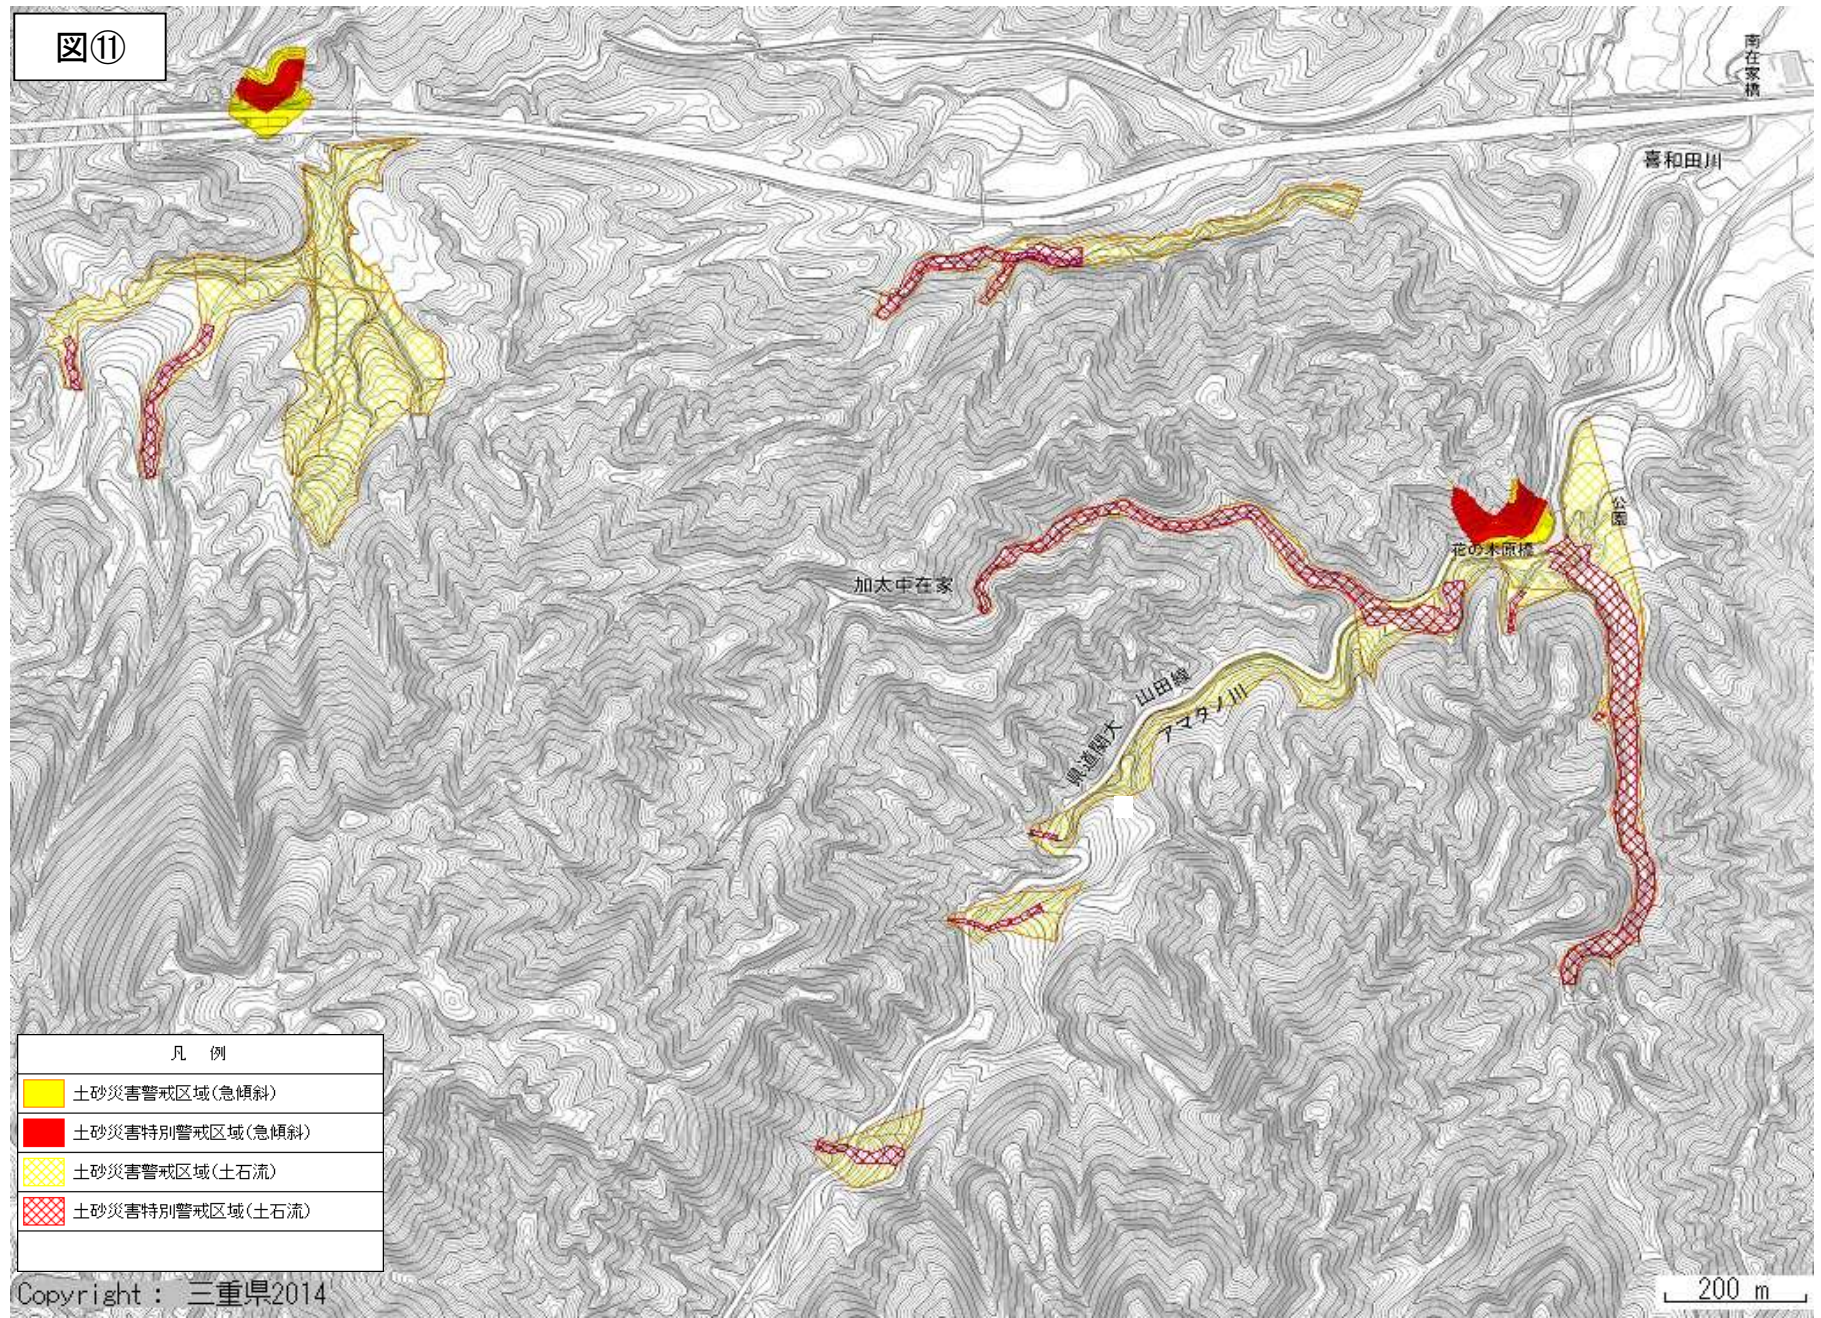 図⑪
南在家橋
喜和田川
公園
花の木原橋
加太中在家
県道関大山田線
アマタノ川
凡 例
土砂災害警戒区域(急傾斜)
土砂災害特別警戒区域(急傾斜)
土砂災害警戒区域(土石流)
土砂災害特別警戒区域(土石流)
Copyright : 三重県2014
200 m